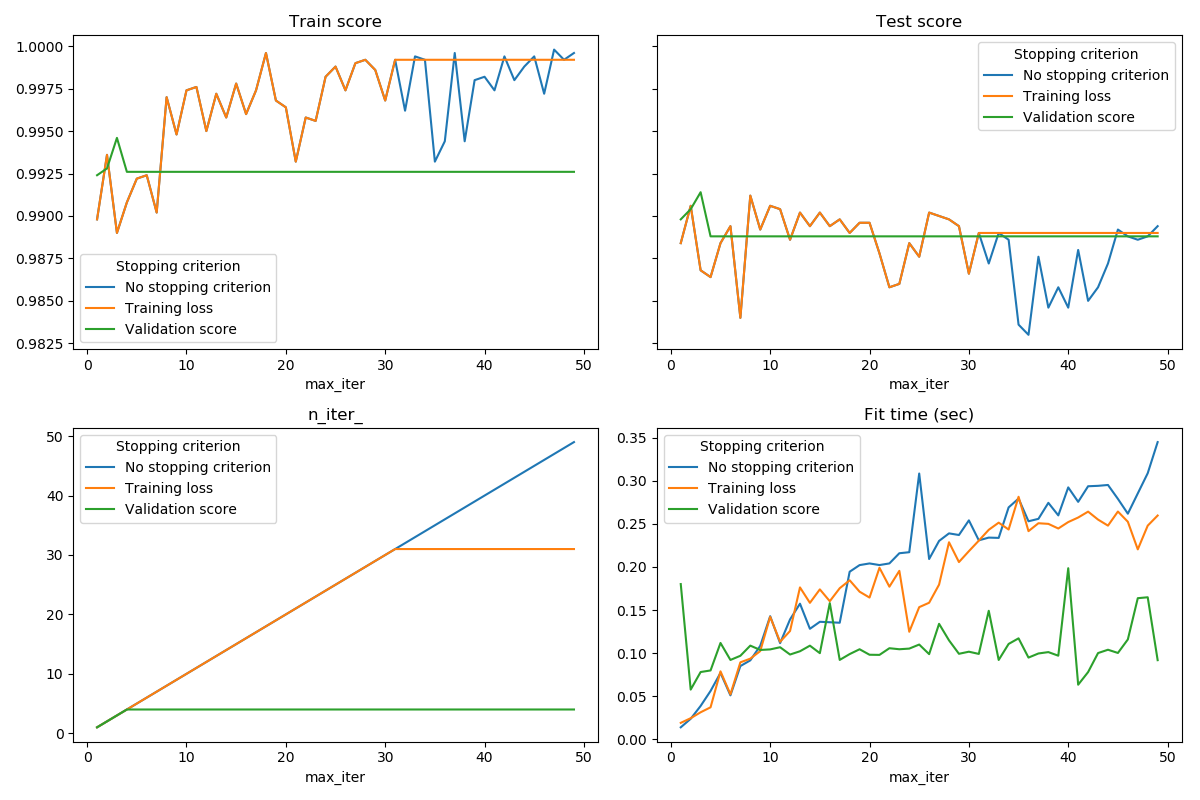 Train score
1.0000
0.9975
0.9950
0.9925
0.9900
0.9875
0.9850
0.9825
Stopping criterion
No stopping criterion
Training loss
Validation score
0 10 20 30 40 50
max_iter
Test score
Stopping criterion
No stopping criterion
Training loss
Validation score
0 10 20 30 40 50
max_iter
n_iter_
50
40
30
20
10
0
Stopping criterion
No stopping criterion
Training loss
Validation score
0 10 20 30 40 50
max_iter
Fit time (sec)
0.35
0.30
0.25
0.20
0.15
0.10
0.05
0.00
Stopping criterion
No stopping criterion
Training loss
Validation score
0 10 20 30 40 50
max_iter